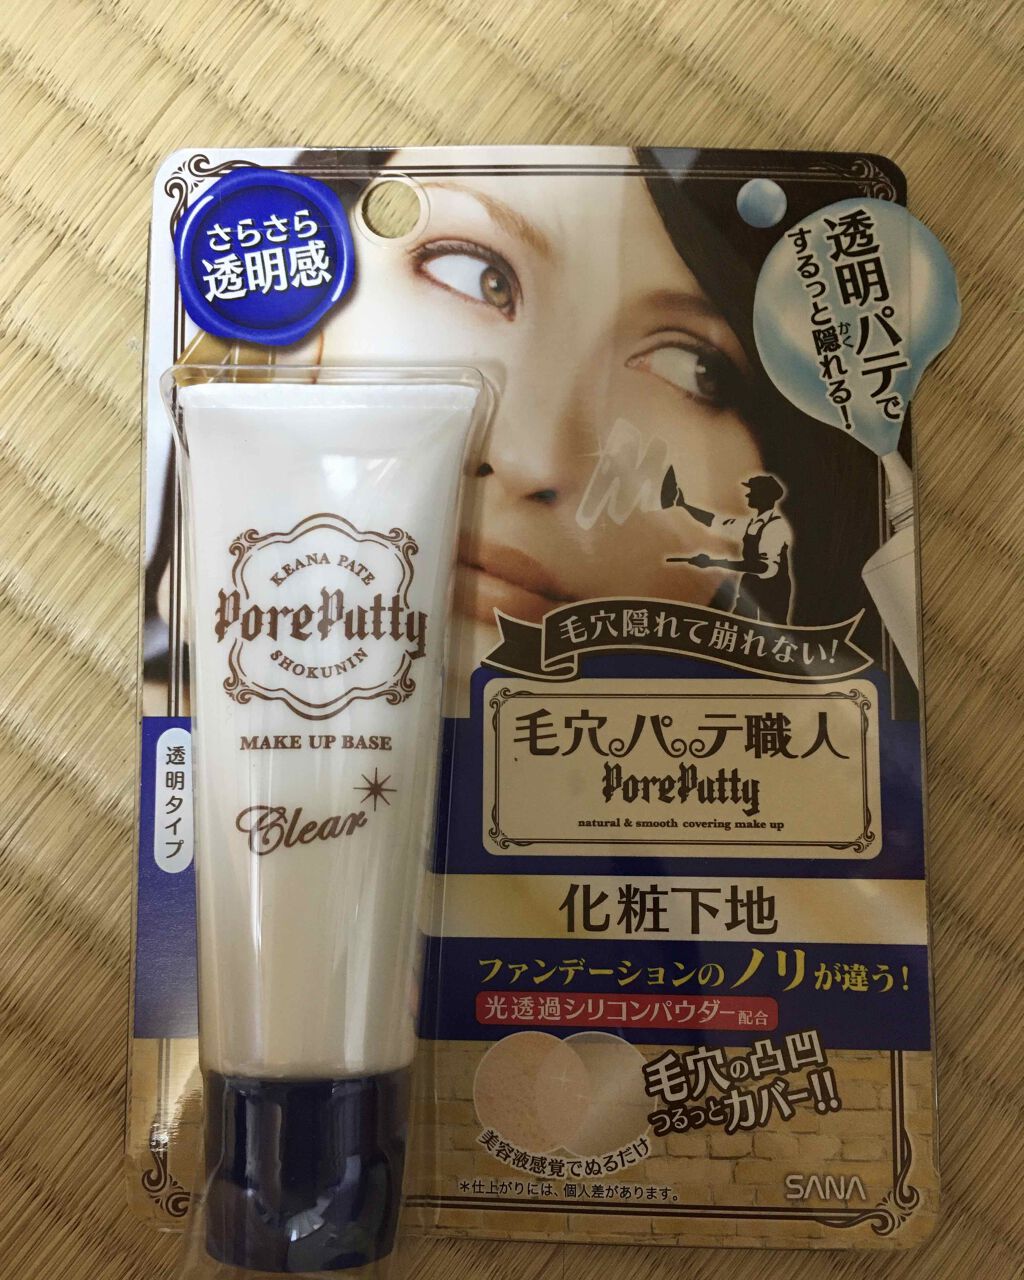 さらさら
透明感
透明パテで
するっと隠れる!
かく
KEANA PATE
PorePutty
SHOKUNIN
MAKE UP BASE
Clear
透明タイプ
毛穴隠れて崩れない!
毛穴パテ職人
PorePutty
natural & smooth covering make up
化粧下地
ファンデーションのノリが違う!
光透過シリコンパウダー配合
毛穴の凸凹
つるっとカバー!!
美容液感覚でぬるだけ
*仕上がりには、個人差があります。
SANA